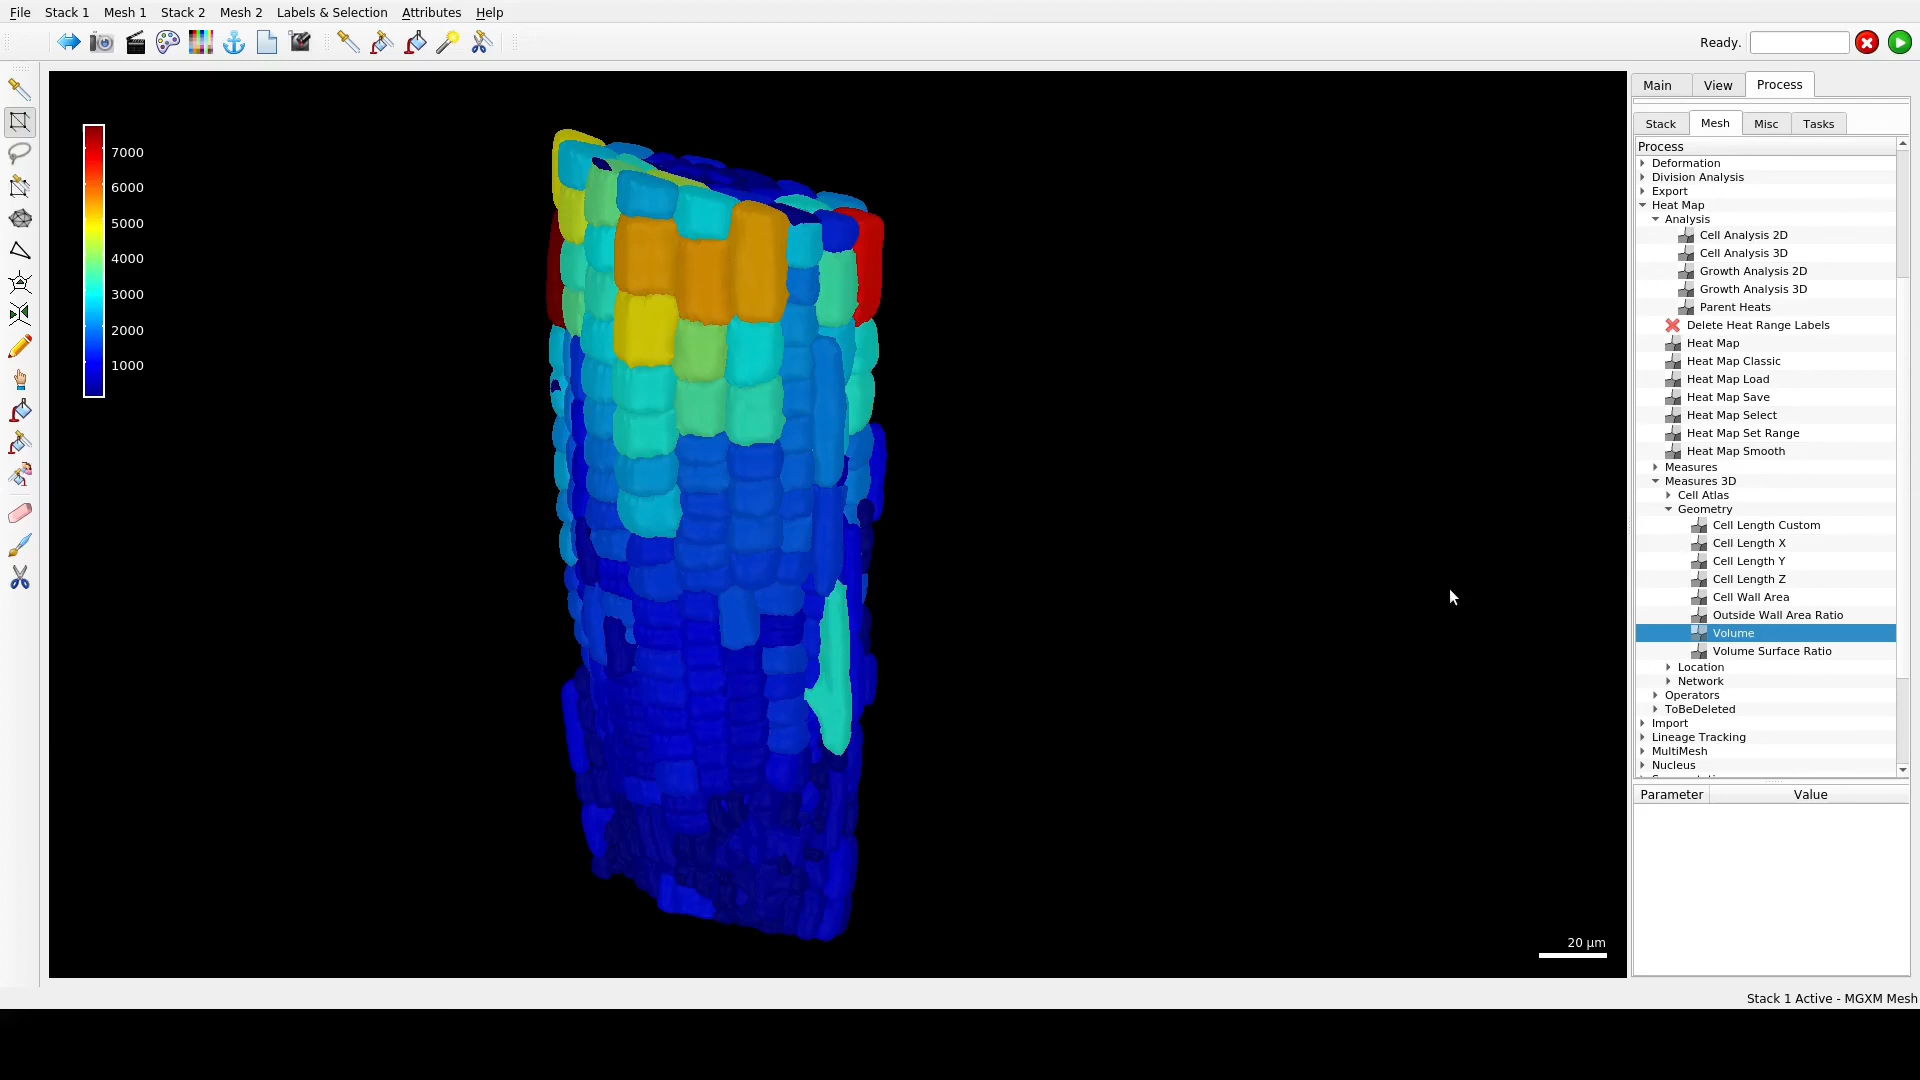 File Stack 1 Mesh 1 Stack 2 Mesh 2 Labels & Selection Attributes Help
Ready.
Main View Process
Stack Mesh Misc Tasks
Process
Deformation
Division Analysis
Export
Heat Map
Analysis
Cell Analysis 2D
Cell Analysis 3D
Growth Analysis 2D
Growth Analysis 3D
Parent Heats
Delete Heat Range Labels
Heat Map
Heat Map Classic
Heat Map Load
Heat Map Save
Heat Map Select
Heat Map Set Range
Heat Map Smooth
Measures
Measures 3D
Cell Atlas
Geometry
Cell Length Custom
Cell Length X
Cell Length Y
Cell Length Z
Cell Wall Area
Outside Wall Area Ratio
Volume
Volume Surface Ratio
Location
Network
Operators
ToBeDeleted
Import
Lineage Tracking
MultiMesh
Nucleus
Parameter Value
7000
6000
5000
4000
3000
2000
1000
20 µm
Stack 1 Active - MGXM Mesh